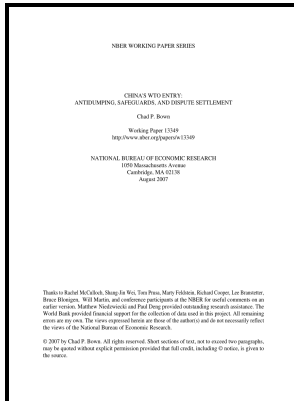 NBER WORKING PAPER SERIES
CHINA'S WTO ENTRY:
ANTIDUMPING, SAFEGUARDS, AND DISPUTE SETTLEMENT
Chad P. Bown
Working Paper 13349
http://www.nber.org/papers/w13349
NATIONAL BUREAU OF ECONOMIC RESEARCH
1050 Massachusetts Avenue
Cambridge, MA 02138
August 2007
Thanks to Rachel McCulloch, Shang-Jin Wei, Tom Prusa, Marty Feldstein, Richard Cooper, Lee Branstetter,
Bruce Blonigen, Will Martin, and conference participants at the NBER for useful comments on an
earlier version. Matthew Niedzwiecki and Paul Deng provided outstanding research assistance. The
World Bank provided financial support for the collection of data used in this project. All remaining
errors are my own. The views expressed herein are those of the author(s) and do not necessarily reflect
the views of the National Bureau of Economic Research.
© 2007 by Chad P. Bown. All rights reserved. Short sections of text, not to exceed two paragraphs,
may be quoted without explicit permission provided that full credit, including © notice, is given to
the source.